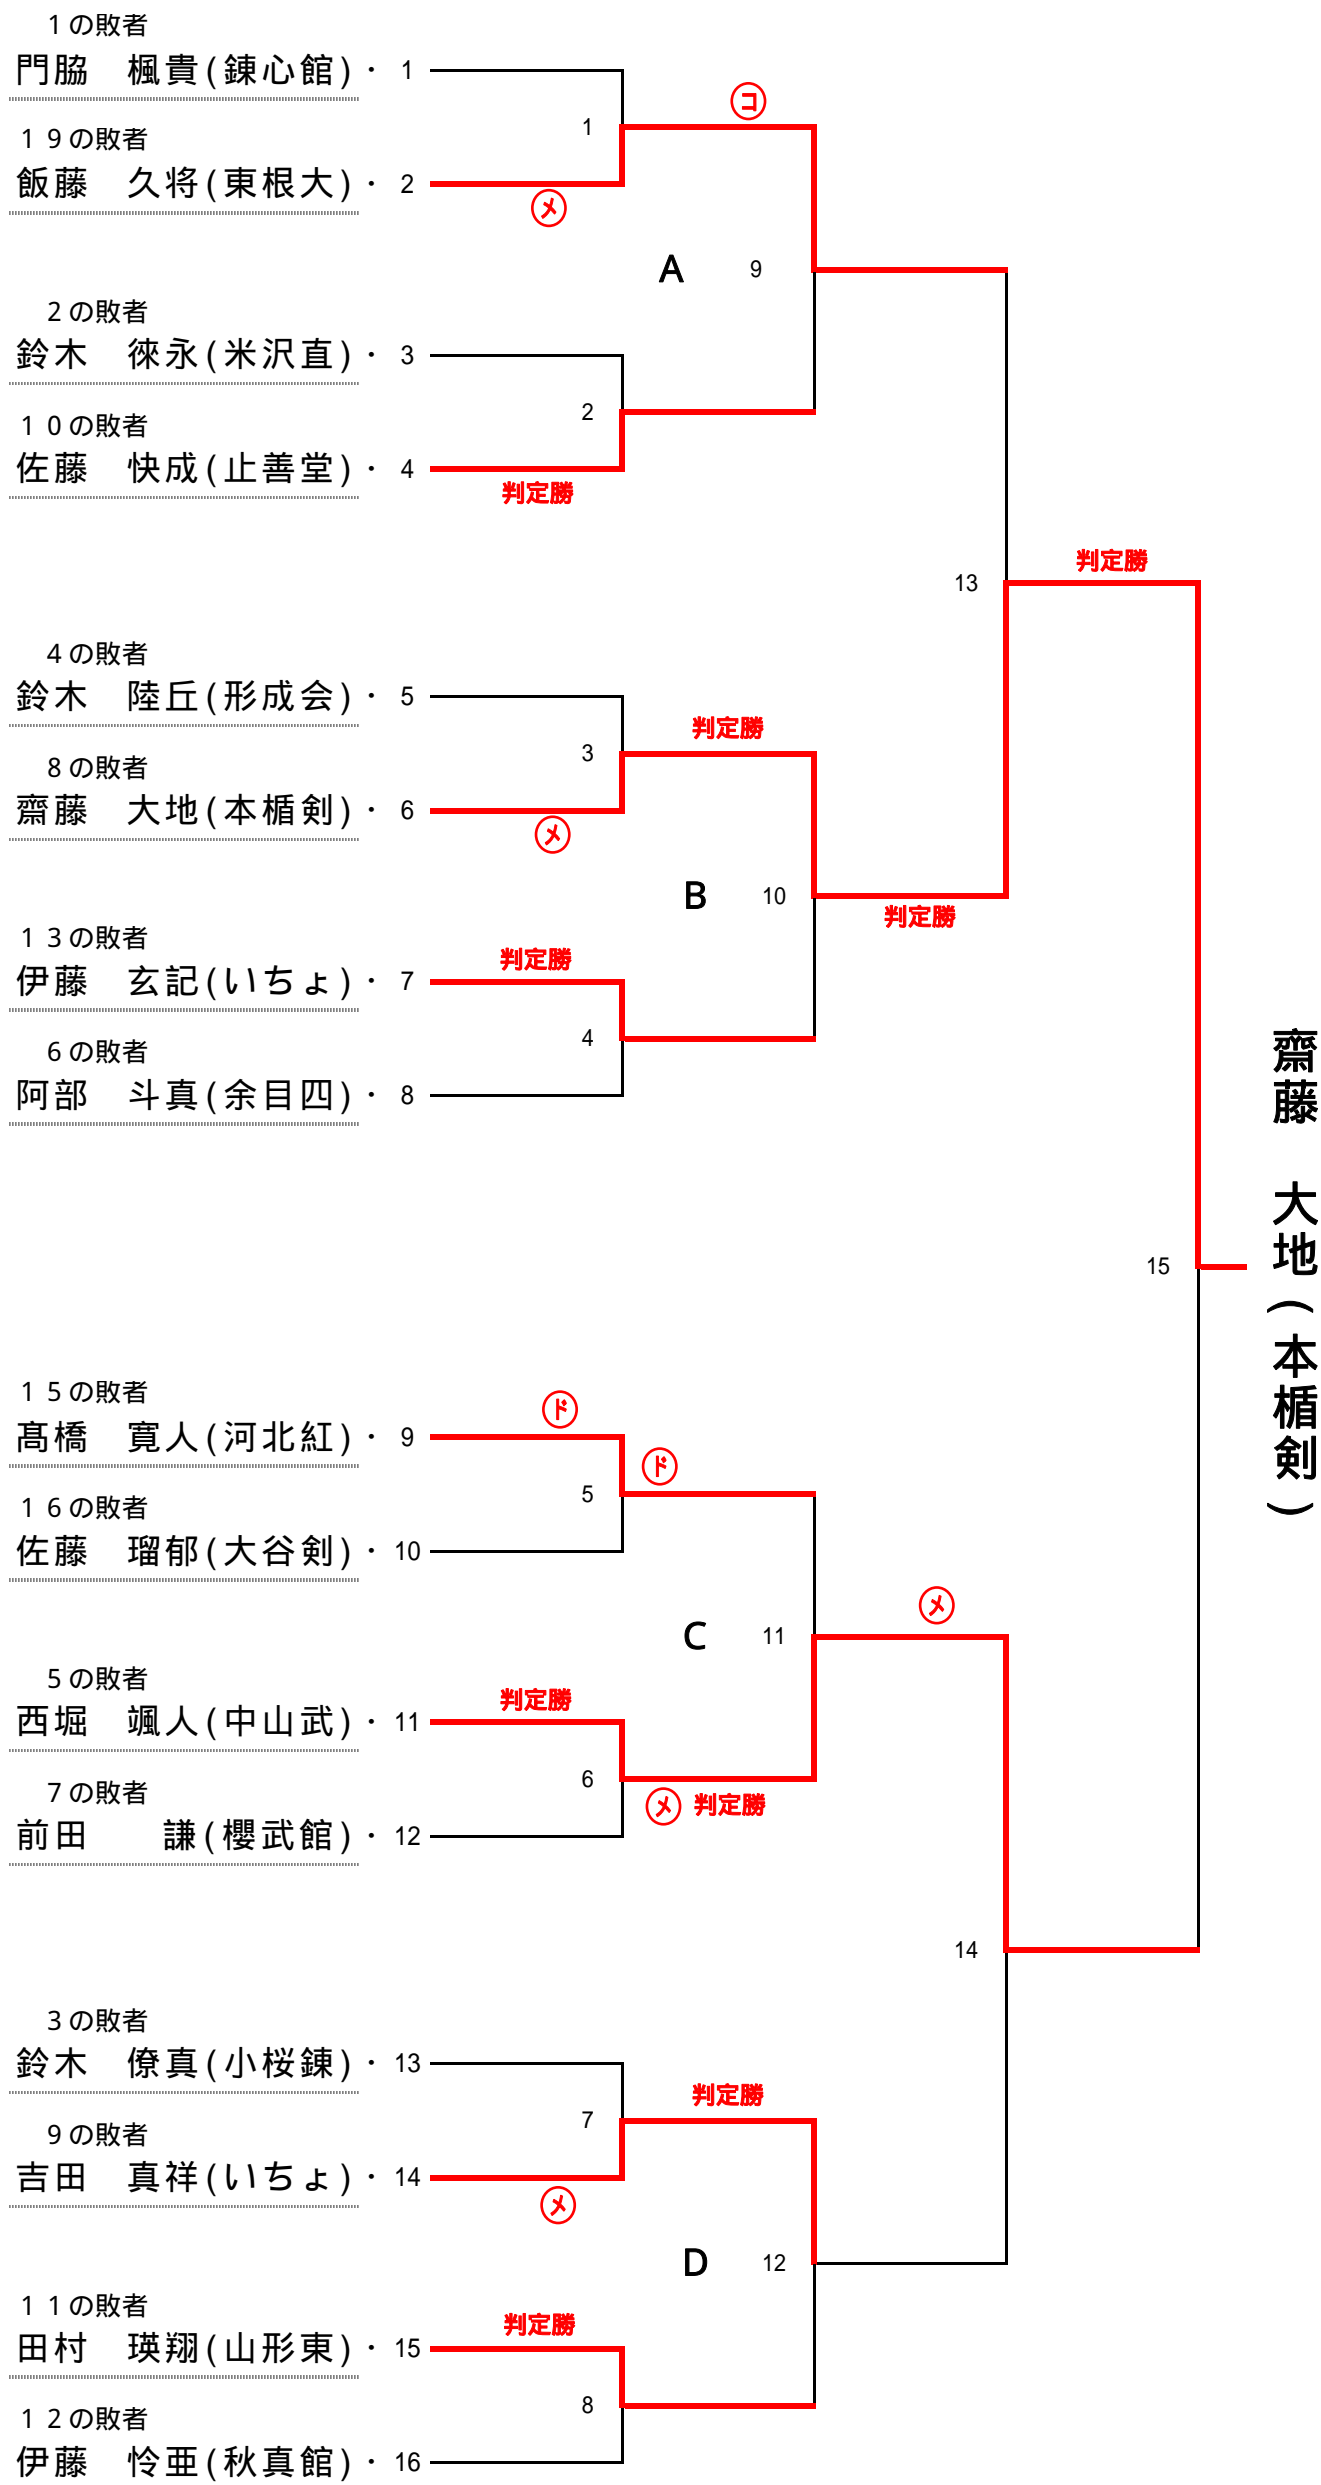 1の敗者
門脇　楓貴(錬心館)・ 1
㋙
1
19の敗者
飯藤　久将(東根大)・ 2
㋱
A 9
2の敗者
鈴木　徠永(米沢直)・ 3
2
10の敗者
佐藤　快成(止善堂)・ 4
判定勝
判定勝
13
4の敗者
鈴木　陸丘(形成会)・ 5
判定勝
3
8の敗者
齋藤　大地(本楯剣)・ 6
㋱
B 10
判定勝
13の敗者
伊藤　玄記(いちょ)・ 7
判定勝
4
6の敗者
阿部　斗真(余目四)・ 8
齋藤　大地(本楯剣)
15
15の敗者
髙橋　寛人(河北紅)・ 9
ド
ド
5
16の敗者
佐藤　瑠郁(大谷剣)・ 10
㋱
C 11
5の敗者
西堀　颯人(中山武)・ 11
判定勝
6
㋱ 判定勝
7の敗者
前田　　謙(櫻武館)・ 12
14
3の敗者
鈴木　僚真(小桜錬)・ 13
判定勝
7
9の敗者
吉田　真祥(いちょ)・ 14
㋱
D 12
11の敗者
田村　瑛翔(山形東)・ 15
判定勝
8
12の敗者
伊藤　怜亜(秋真館)・ 16